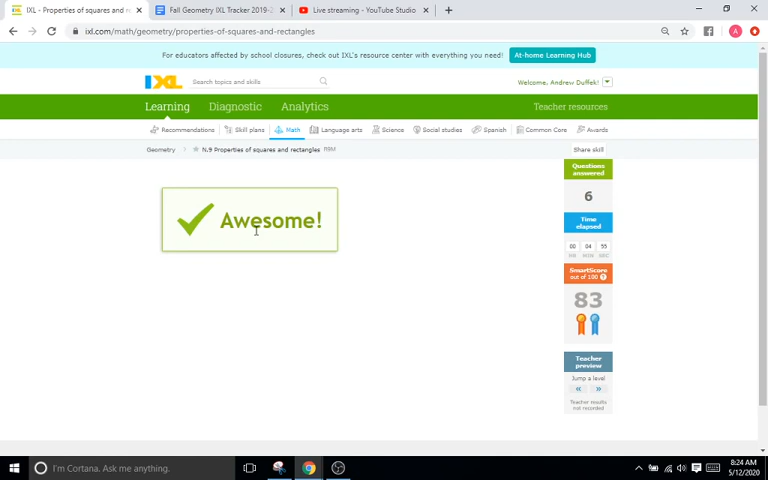 IXL - Properties of squares and re
Fall Geometry IXL Tracker 2019-2
Live streaming - YouTube Studio
ixl.com/math/geometry/properties-of-squares-and-rectangles
For educators affected by school closures, check out IXL's resource center with everything you need!
At-home Learning Hub
IXL
Search topics and skills
Welcome, Andrew Duffek!
Learning
Diagnostic
Analytics
Teacher resources
Recommendations
Skill plans
Math
Language arts
Science
Social studies
Spanish
Common Core
Awards
Geometry
N.9 Properties of squares and rectangles
RBM
Share skill
Questions
answered
6
Time
elapsed
00 04 55
HR MIN SEC
SmartScore
out of 100 ?
83
Teacher
preview
Jump a level
Teacher results
not recorded
Awesome!
I'm Cortana. Ask me anything.
8:24 AM
5/12/2020